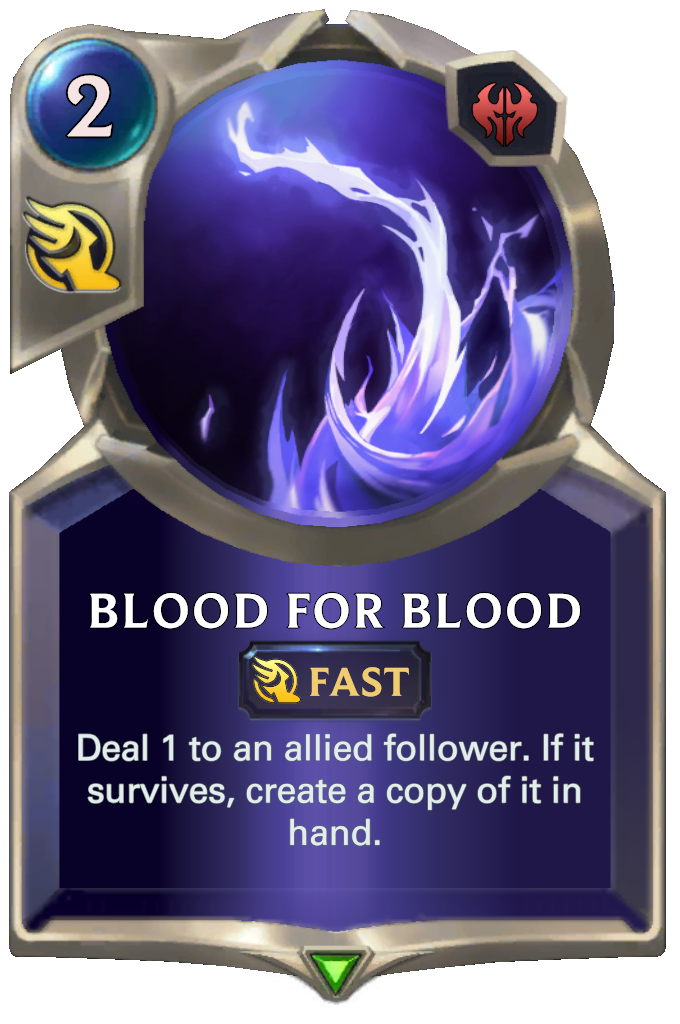 2
BLOOD FOR BLOOD
FAST
Deal 1 to an allied follower. If it
survives, create a copy of it in
hand.